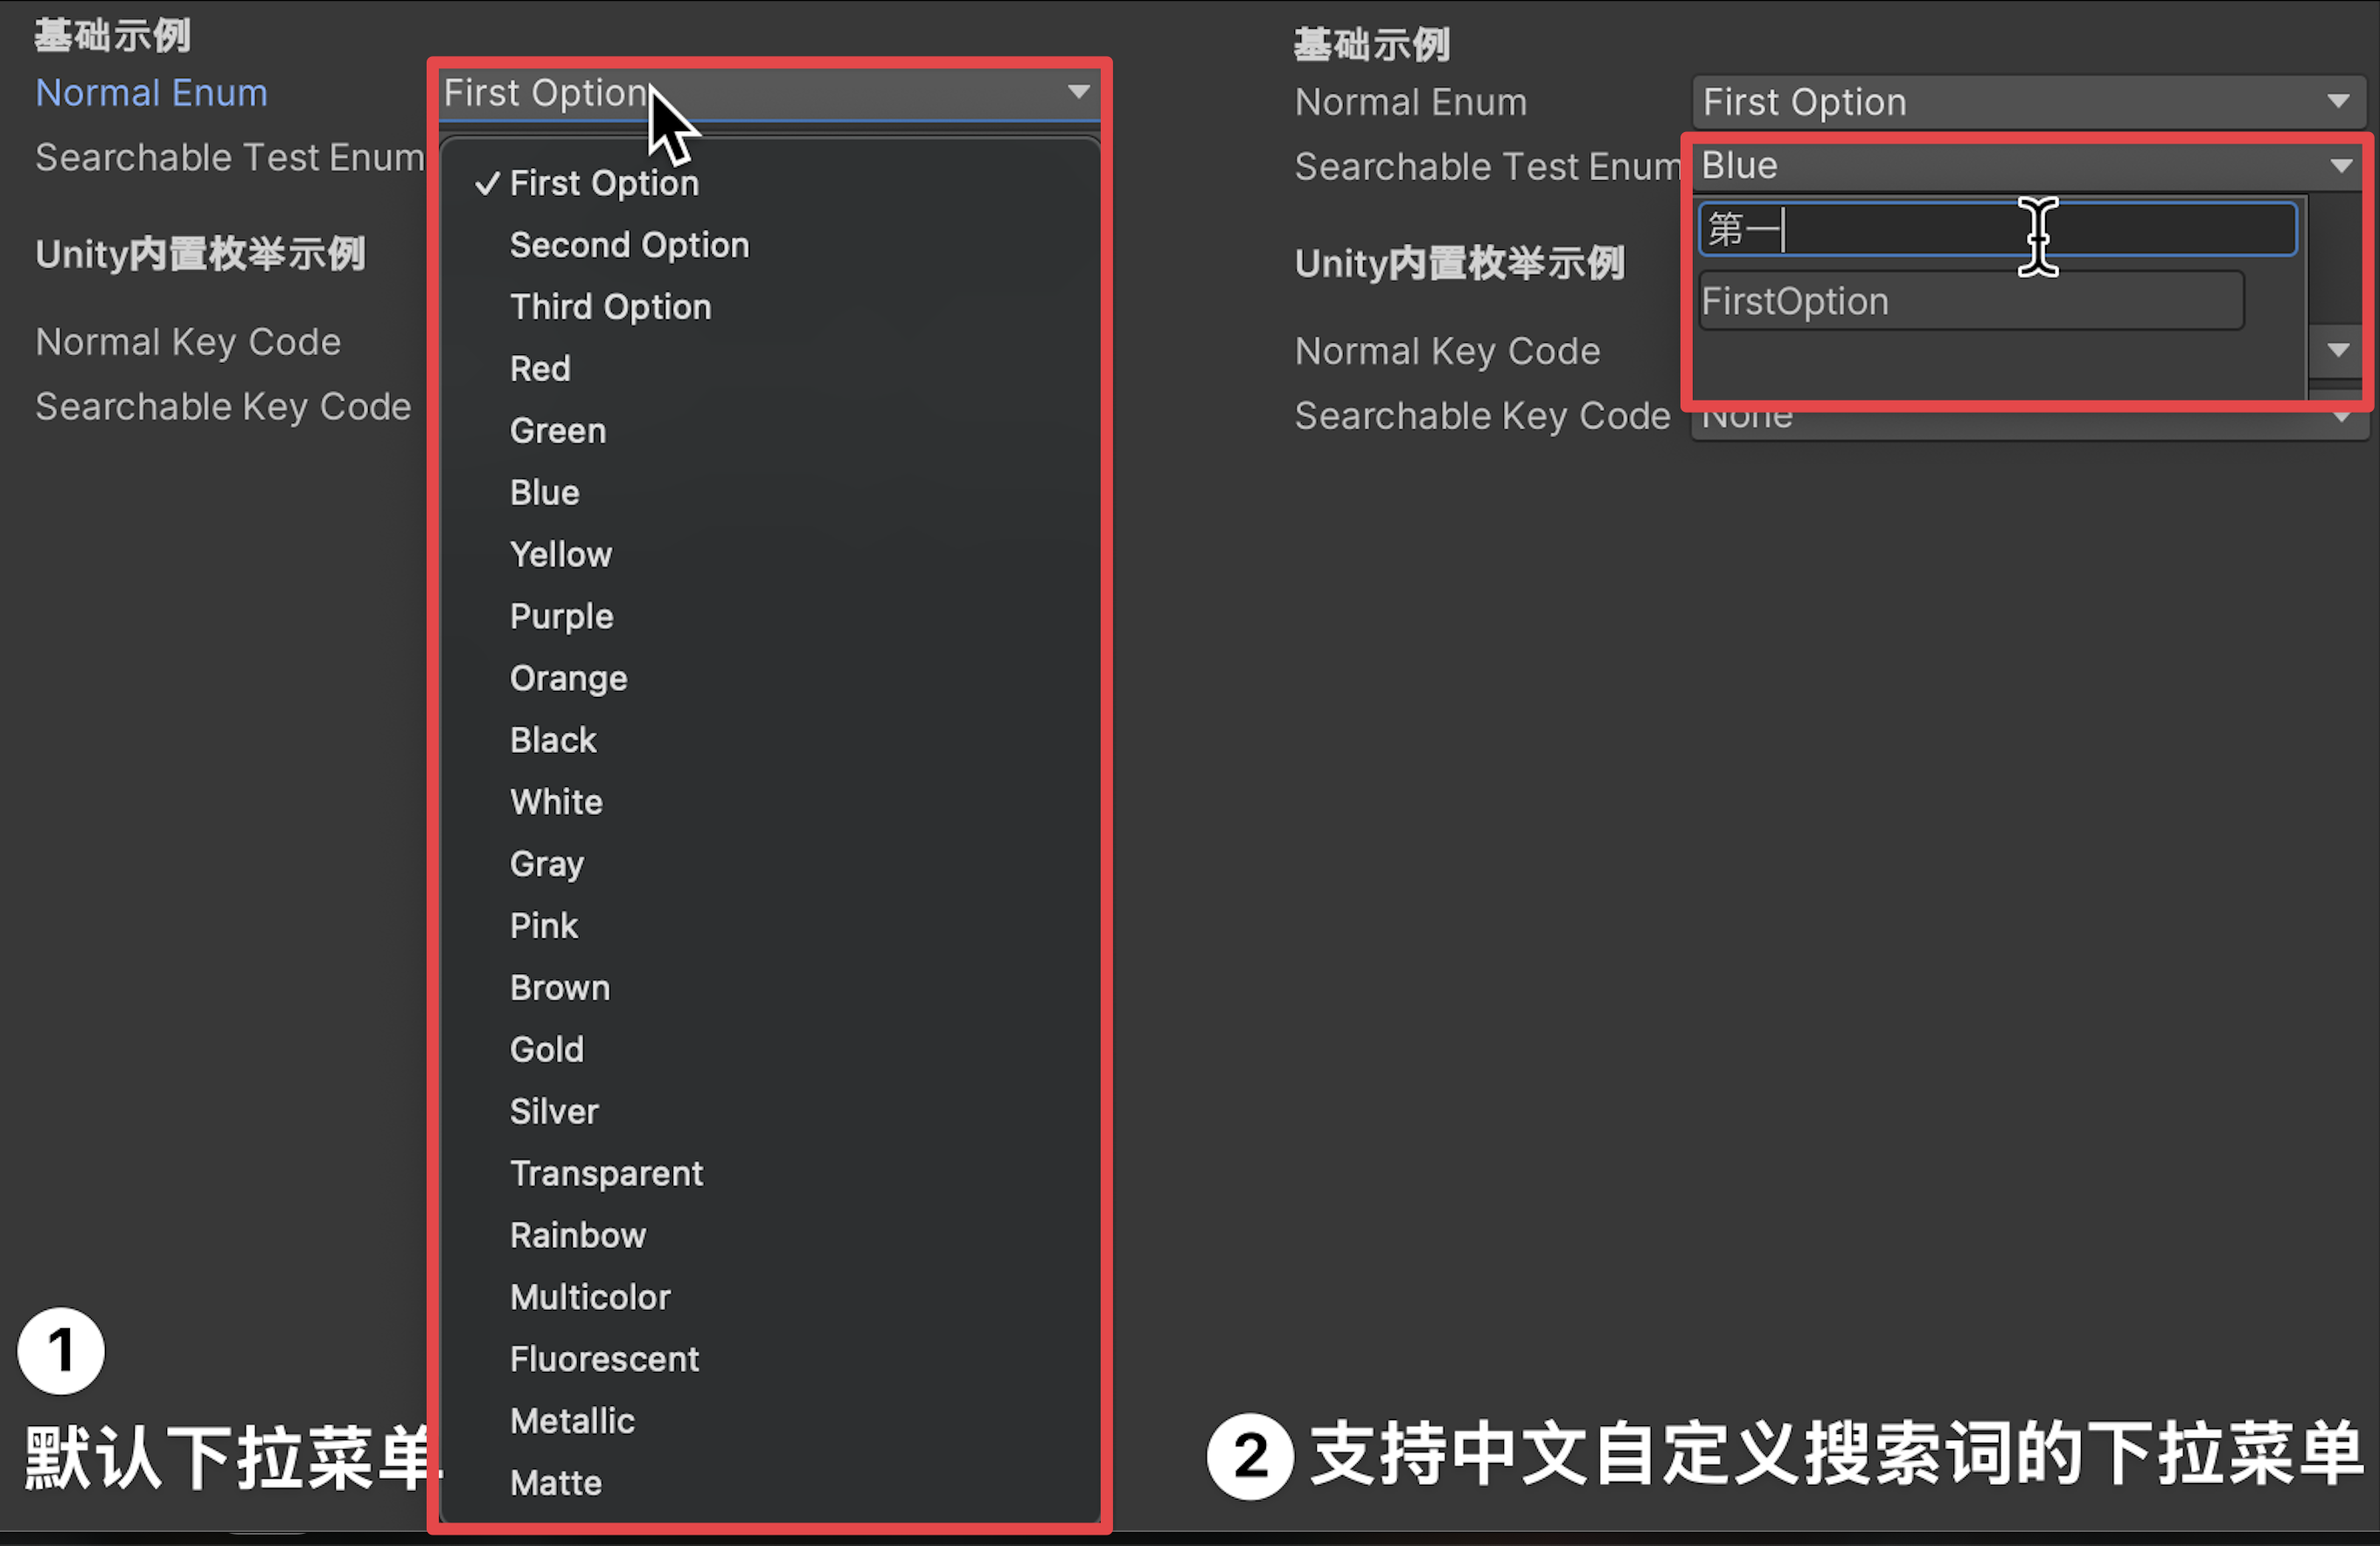 基础示例
Normal Enum
First Option
Searchable Test Enum
Unity内置枚举示例
Normal Key Code
Searchable Key Code
✓ First Option
Second Option
Third Option
Red
Green
Blue
Yellow
Purple
Orange
Black
White
Gray
Pink
Brown
Gold
Silver
Transparent
Rainbow
Multicolor
Fluorescent
Metallic
Matte
1
默认下拉菜单
基础示例
Normal Enum
First Option
Searchable Test Enum
Blue
第一
FirstOption
Unity内置枚举示例
Normal Key Code
Searchable Key Code
None
2 支持中文自定义搜索词的下拉菜单